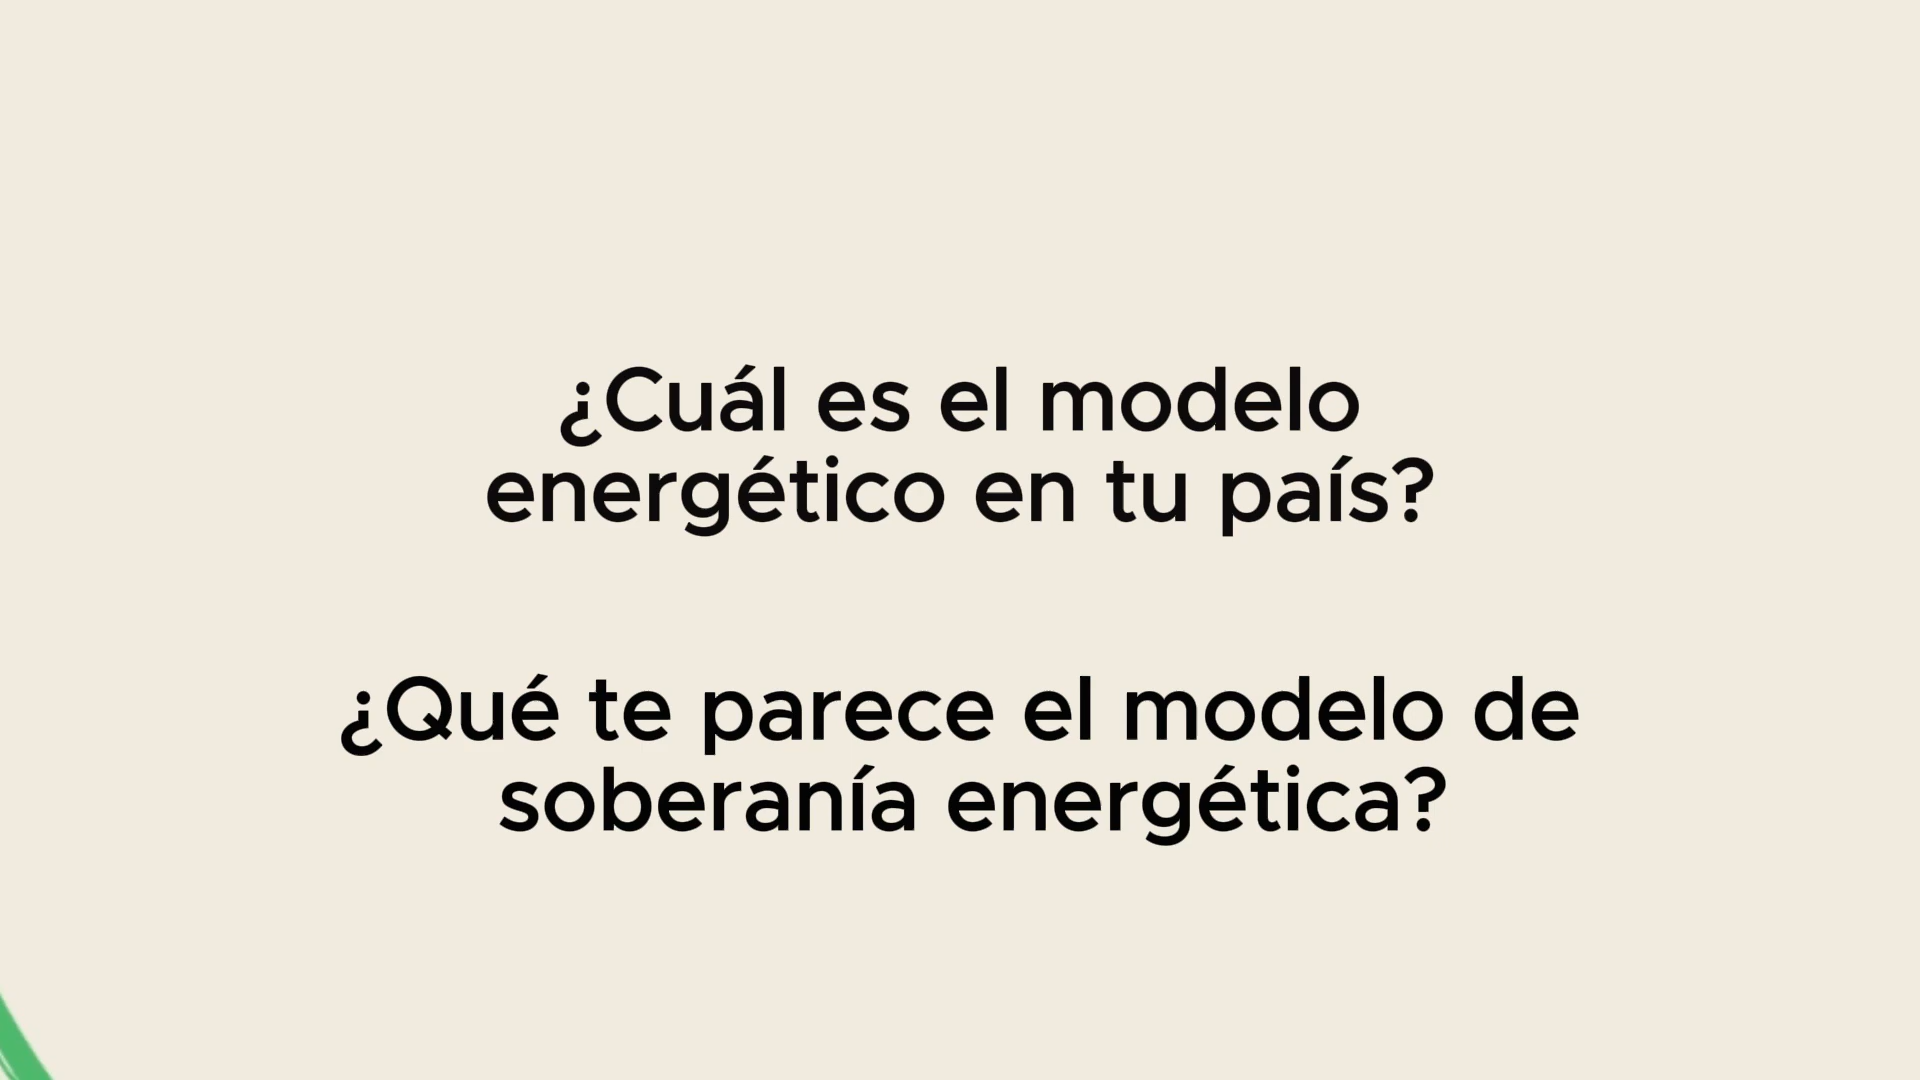 ¿Cuál es el modelo
energético en tu país?
¿Qué te parece el modelo de
soberanía energética?